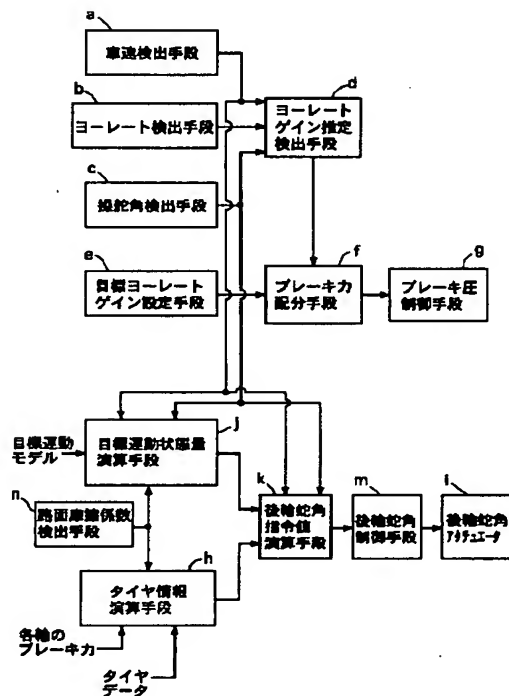 a
車速検出手段
b
ヨーレート検出手段
c
操舵角検出手段
d
ヨーレート
ゲイン推定
検出手段
e
目標ヨーレート
ゲイン設定手段
f
ブレーキ力
配分手段
g
ブレーキ圧
制御手段
j
目標運動
モデル
目標運動状態量
演算手段
n
路面摩擦係数
検出手段
k
後輪蛇角
指令値
演算手段
m
後輪蛇角
制御手段
i
後輪蛇角
アクチュエータ
h
タイヤ情報
演算手段
各輪の
ブレーキ力
タイヤ
データ